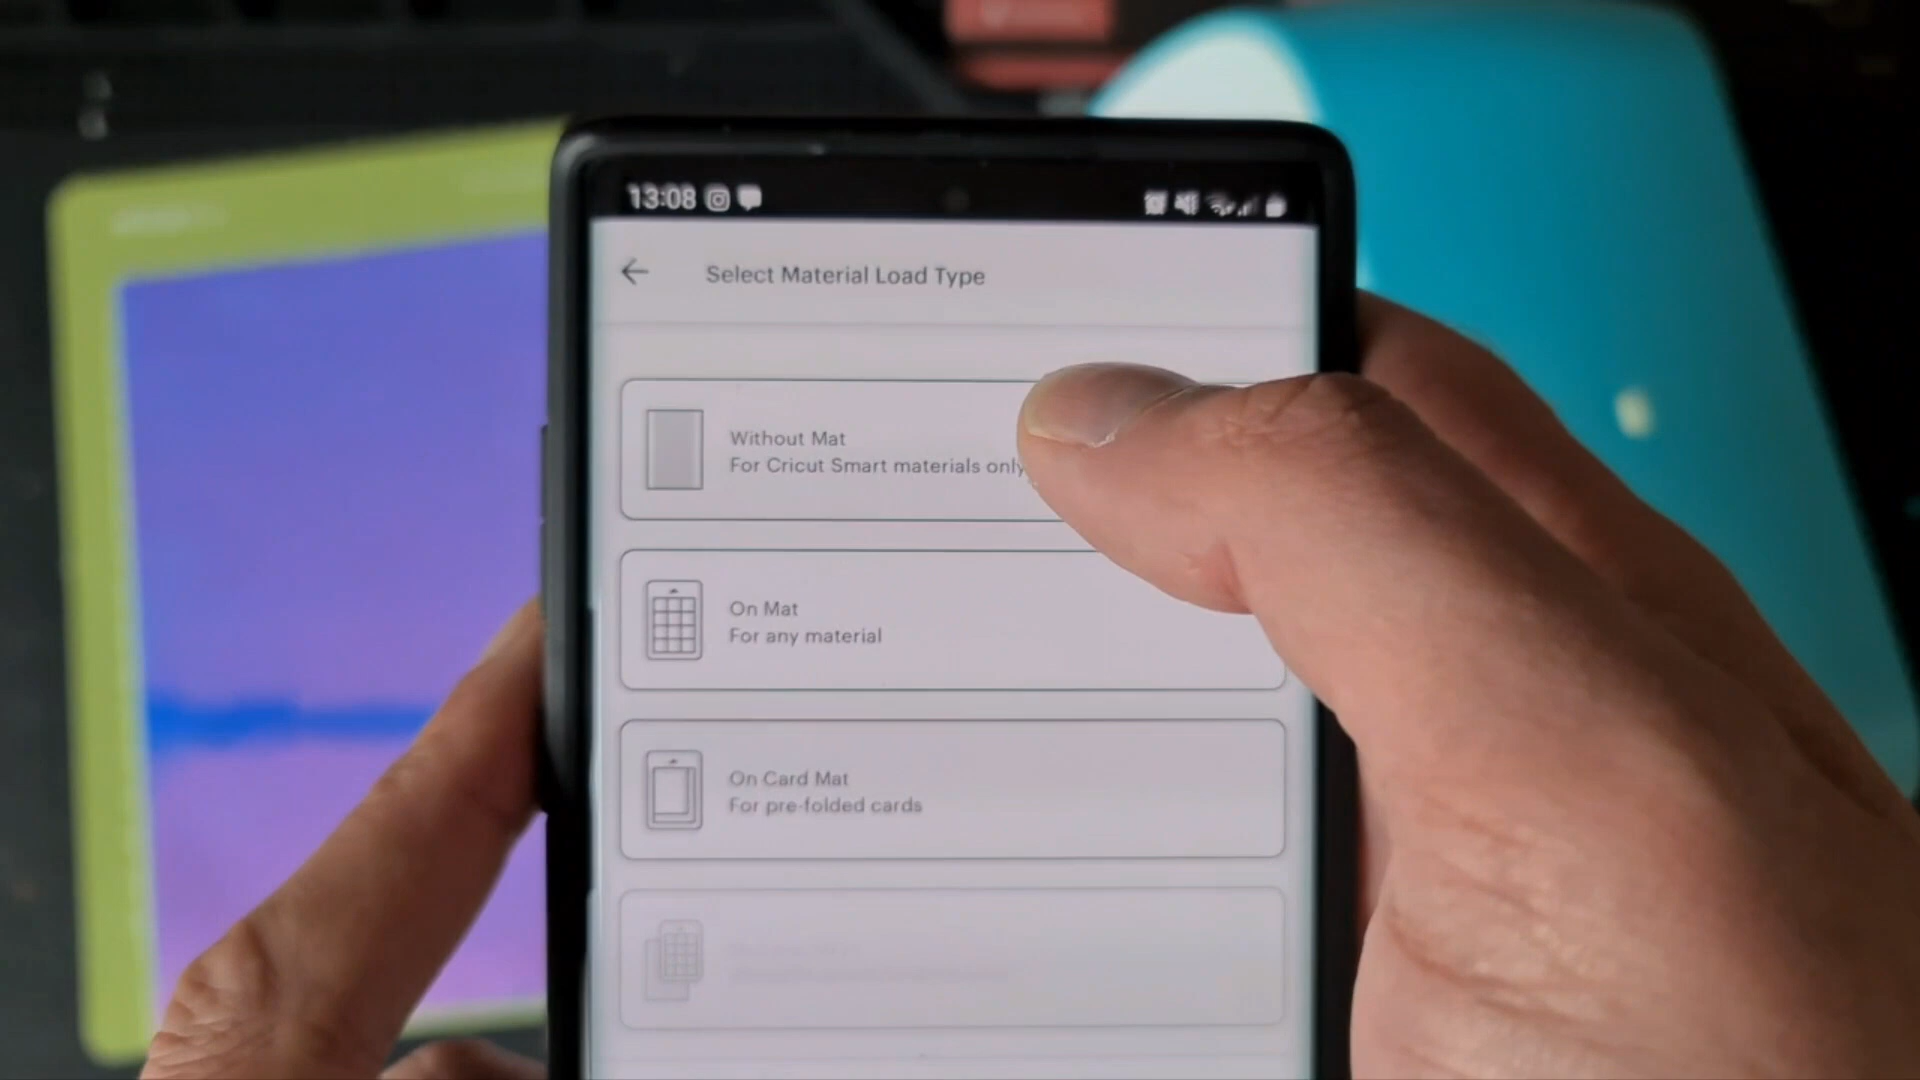 13:08
Select Material Load Type
Without Mat
For Cricut Smart materials only
On Mat
For any material
On Card Mat
For pre-folded cards